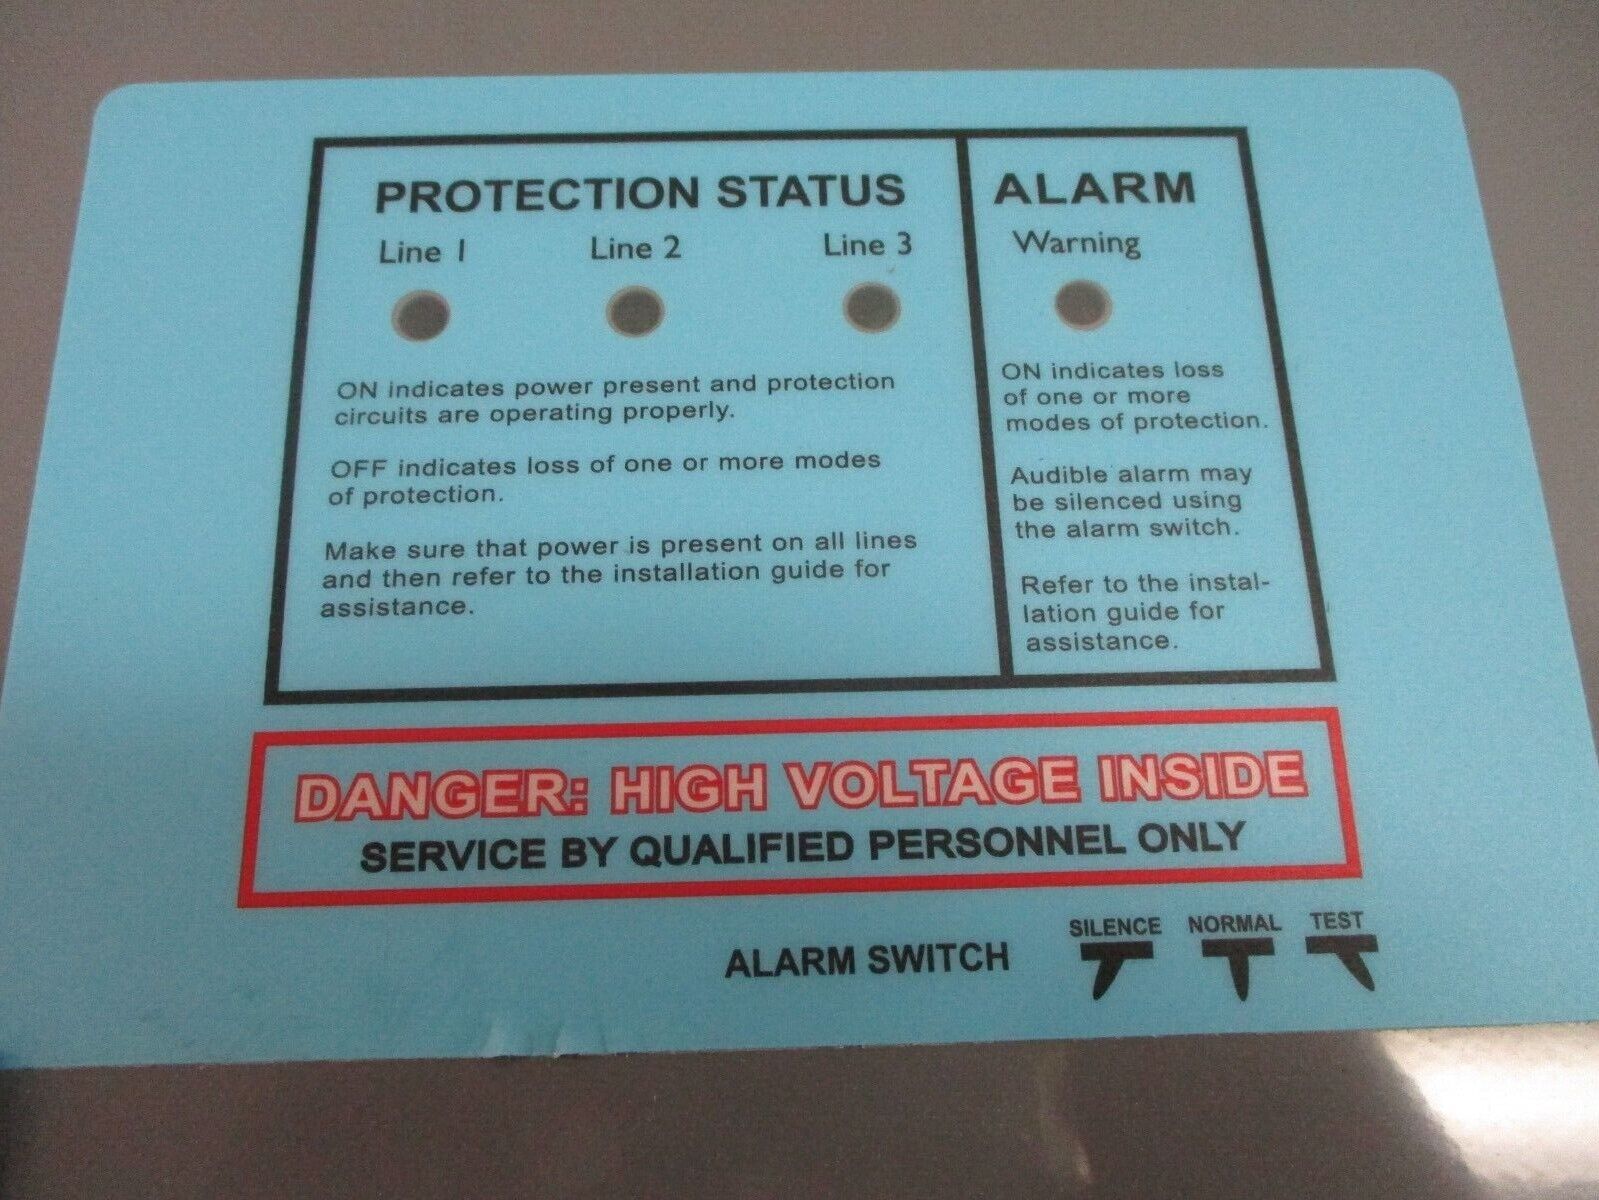 PROTECTION STATUS
Line 1 Line 2 Line 3
ON indicates power present and protection
circuits are operating properly.
OFF indicates loss of one or more modes
of protection.
Make sure that power is present on all lines
and then refer to the installation guide for
assistance.
ALARM
Warning
ON indicates loss
of one or more
modes of protection.
Audible alarm may
be silenced using
the alarm switch.
Refer to the instal-
lation guide for
assistance.
DANGER: HIGH VOLTAGE INSIDE
SERVICE BY QUALIFIED PERSONNEL ONLY
ALARM SWITCH
SILENCE NORMAL TEST